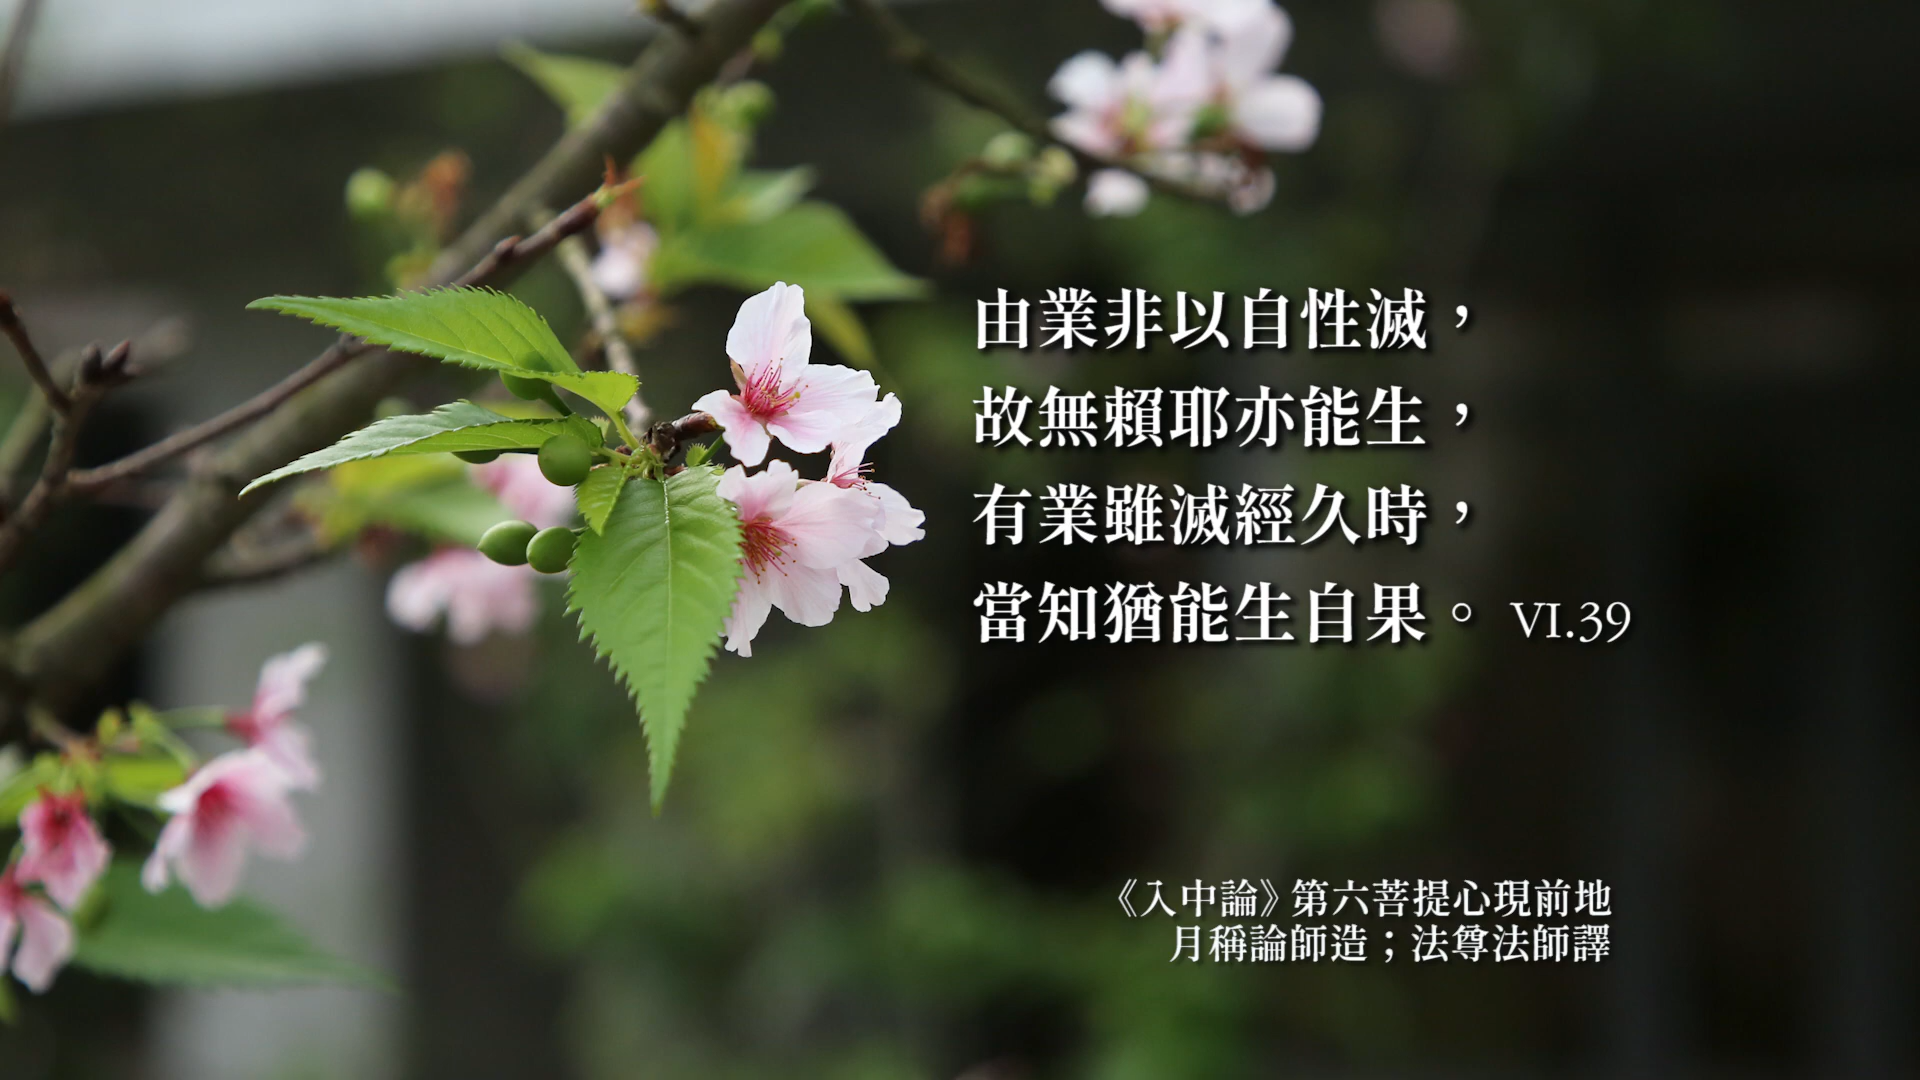 由業非以自性滅，
故無賴耶亦能生，
有業雖滅經久時，
當知猶能生自果。 VI.39
《入中論》第六菩提心現前地
月稱論師造；法尊法師譯